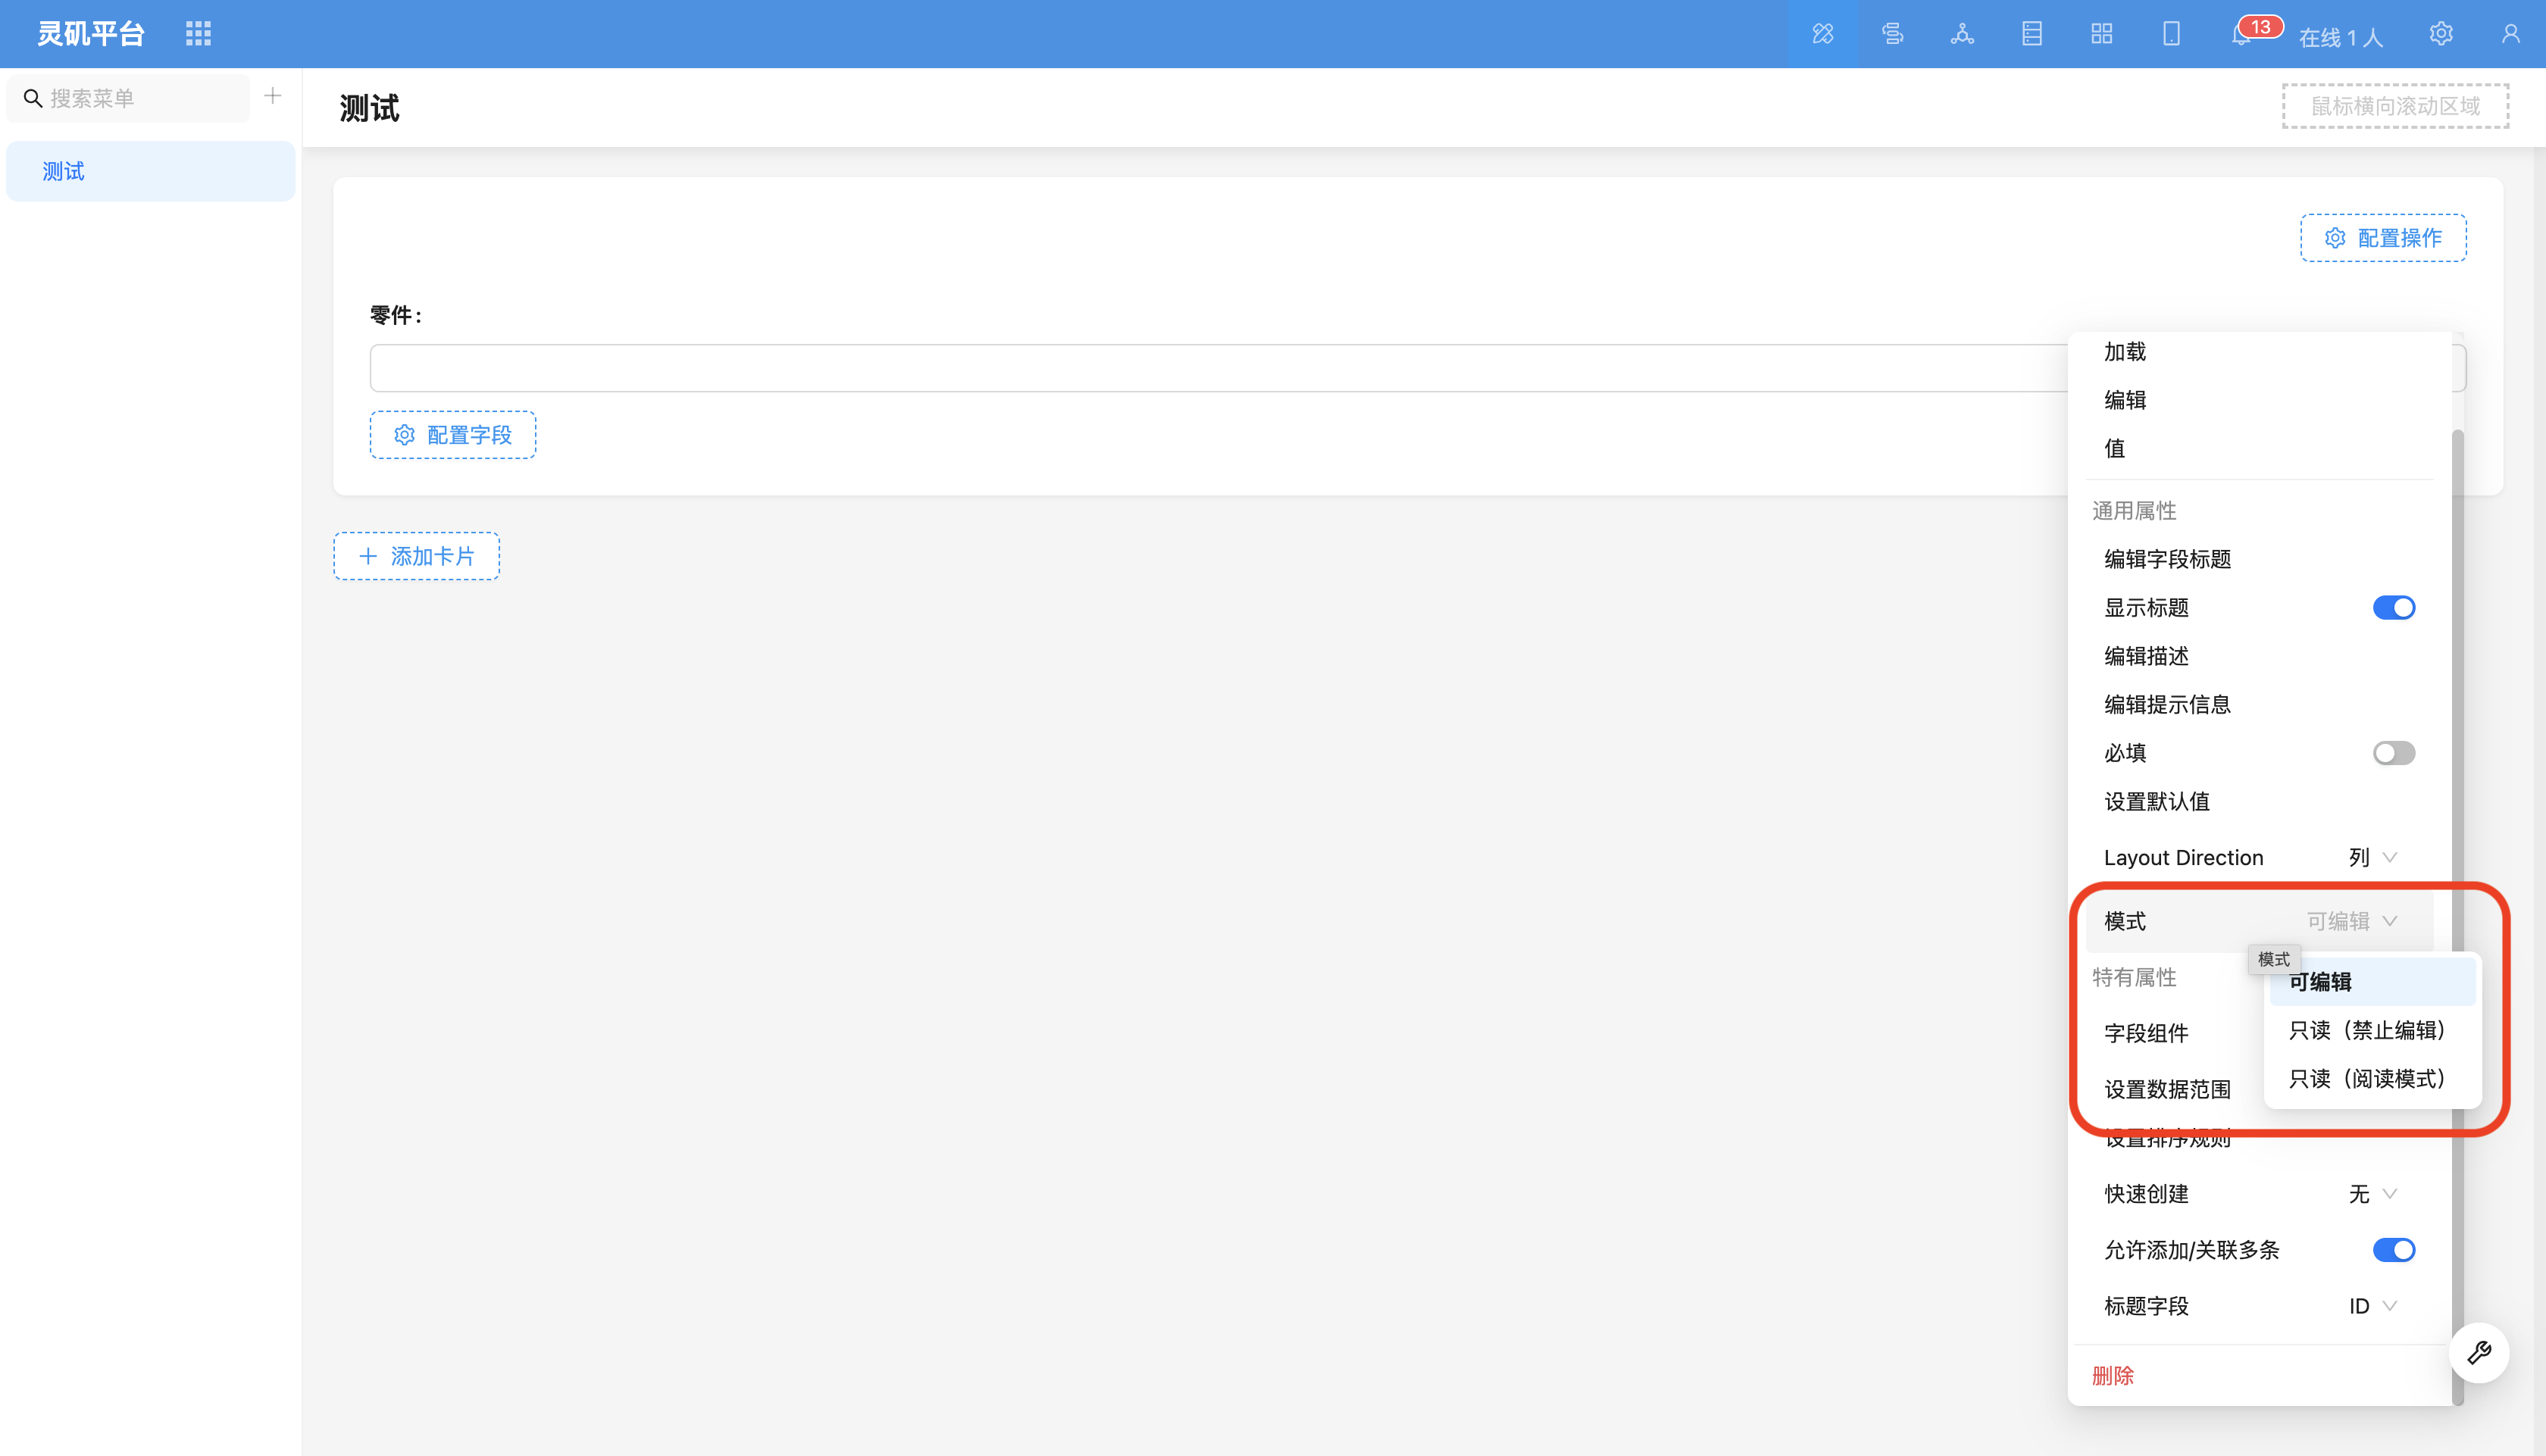 灵矶平台
13
在线 1 人
搜索菜单
测试
测试
鼠标横向滚动区域
配置操作
零件：
配置字段
添加卡片
加载
编辑
值
通用属性
编辑字段标题
显示标题
编辑描述
编辑提示信息
必填
设置默认值
Layout Direction 列
模式 可编辑
模式
特有属性
可编辑
只读（禁止编辑）
字段组件
只读（阅读模式）
设置数据范围
设置排序规则
快速创建 无
允许添加/关联多条
标题字段 ID
删除